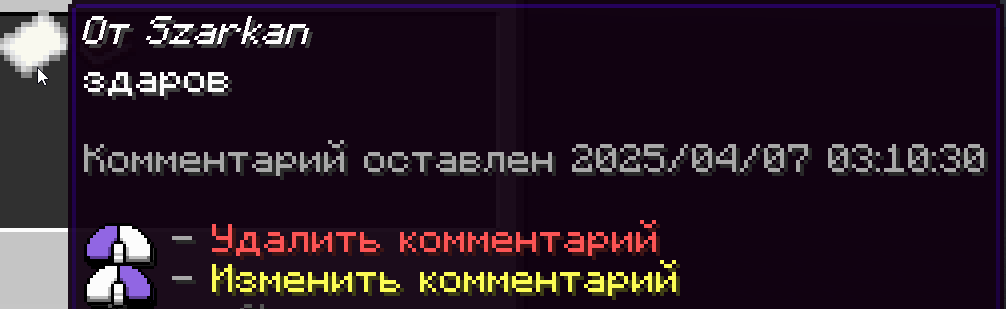 От Szarkan
здаров
Комментарий оставлен 2025/04/07 03:10:30
- Удалить комментарий
- Изменить комментарий